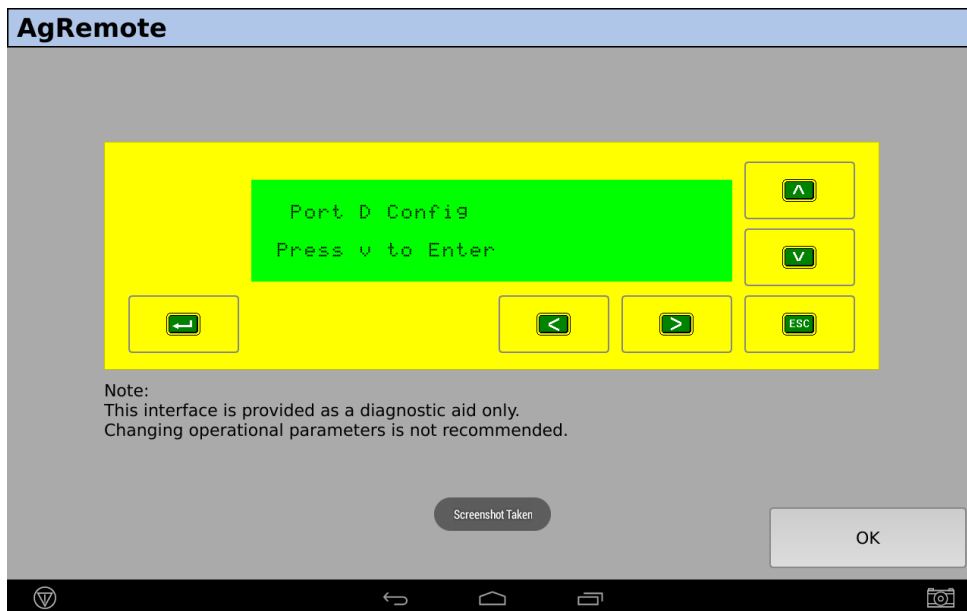 AgRemote
Port D Config
Press v to Enter
ESC
Note:
This interface is provided as a diagnostic aid only.
Changing operational parameters is not recommended.
Screenshot Taken
OK